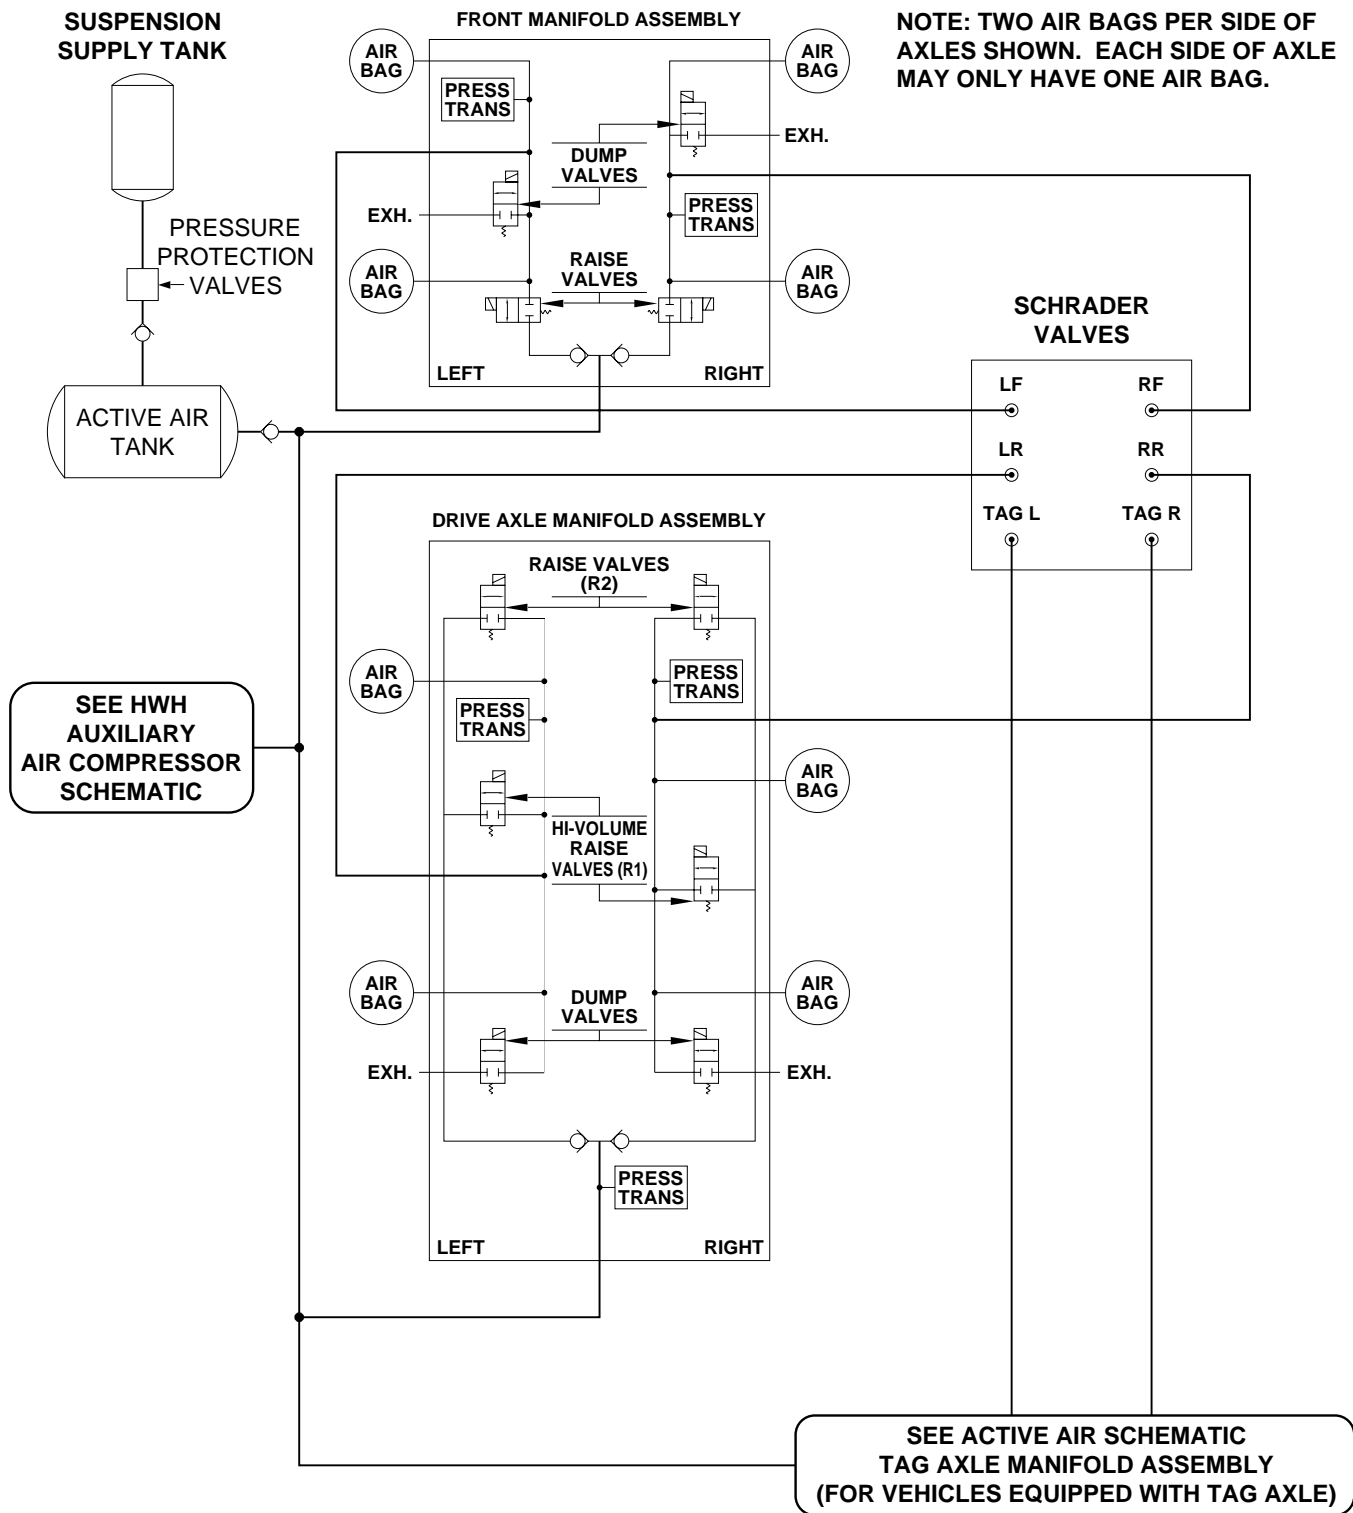 SUSPENSION
SUPPLY TANK
FRONT MANIFOLD ASSEMBLY
NOTE: TWO AIR BAGS PER SIDE OF
AXLES SHOWN. EACH SIDE OF AXLE
MAY ONLY HAVE ONE AIR BAG.
AIR
BAG
AIR
BAG
PRESS
TRANS
EXH.
DUMP
VALVES
EXH.
PRESS
TRANS
PRESSURE
PROTECTION
VALVES
AIR
BAG
RAISE
VALVES
AIR
BAG
LEFT
RIGHT
SCHRADER
VALVES
LF
RF
LR
RR
TAG L
TAG R
ACTIVE AIR
TANK
DRIVE AXLE MANIFOLD ASSEMBLY
RAISE VALVES
(R2)
AIR
BAG
PRESS
TRANS
PRESS
TRANS
SEE HWH
AUXILIARY
AIR COMPRESSOR
SCHEMATIC
AIR
BAG
HI-VOLUME
RAISE
VALVES (R1)
AIR
BAG
DUMP
VALVES
AIR
BAG
EXH.
EXH.
PRESS
TRANS
LEFT
RIGHT
SEE ACTIVE AIR SCHEMATIC
TAG AXLE MANIFOLD ASSEMBLY
(FOR VEHICLES EQUIPPED WITH TAG AXLE)